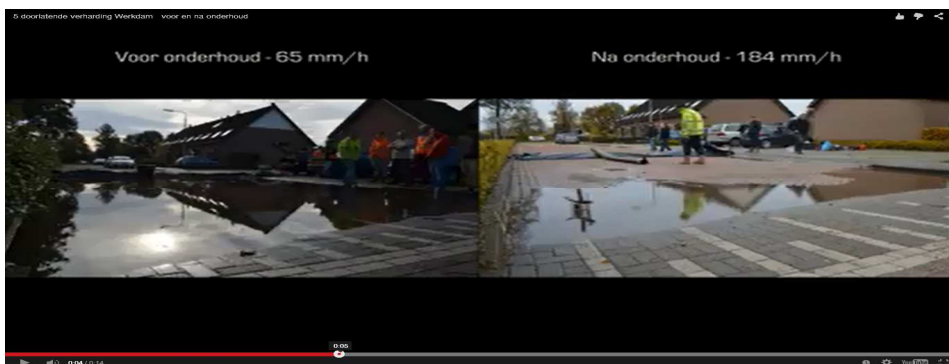 5 doorlatende verharding Werkdam voor en na onderhoud
Voor onderhoud - 65 mm/h
Na onderhoud - 184 mm/h
0:05
0:04 / 0:14
YouTube